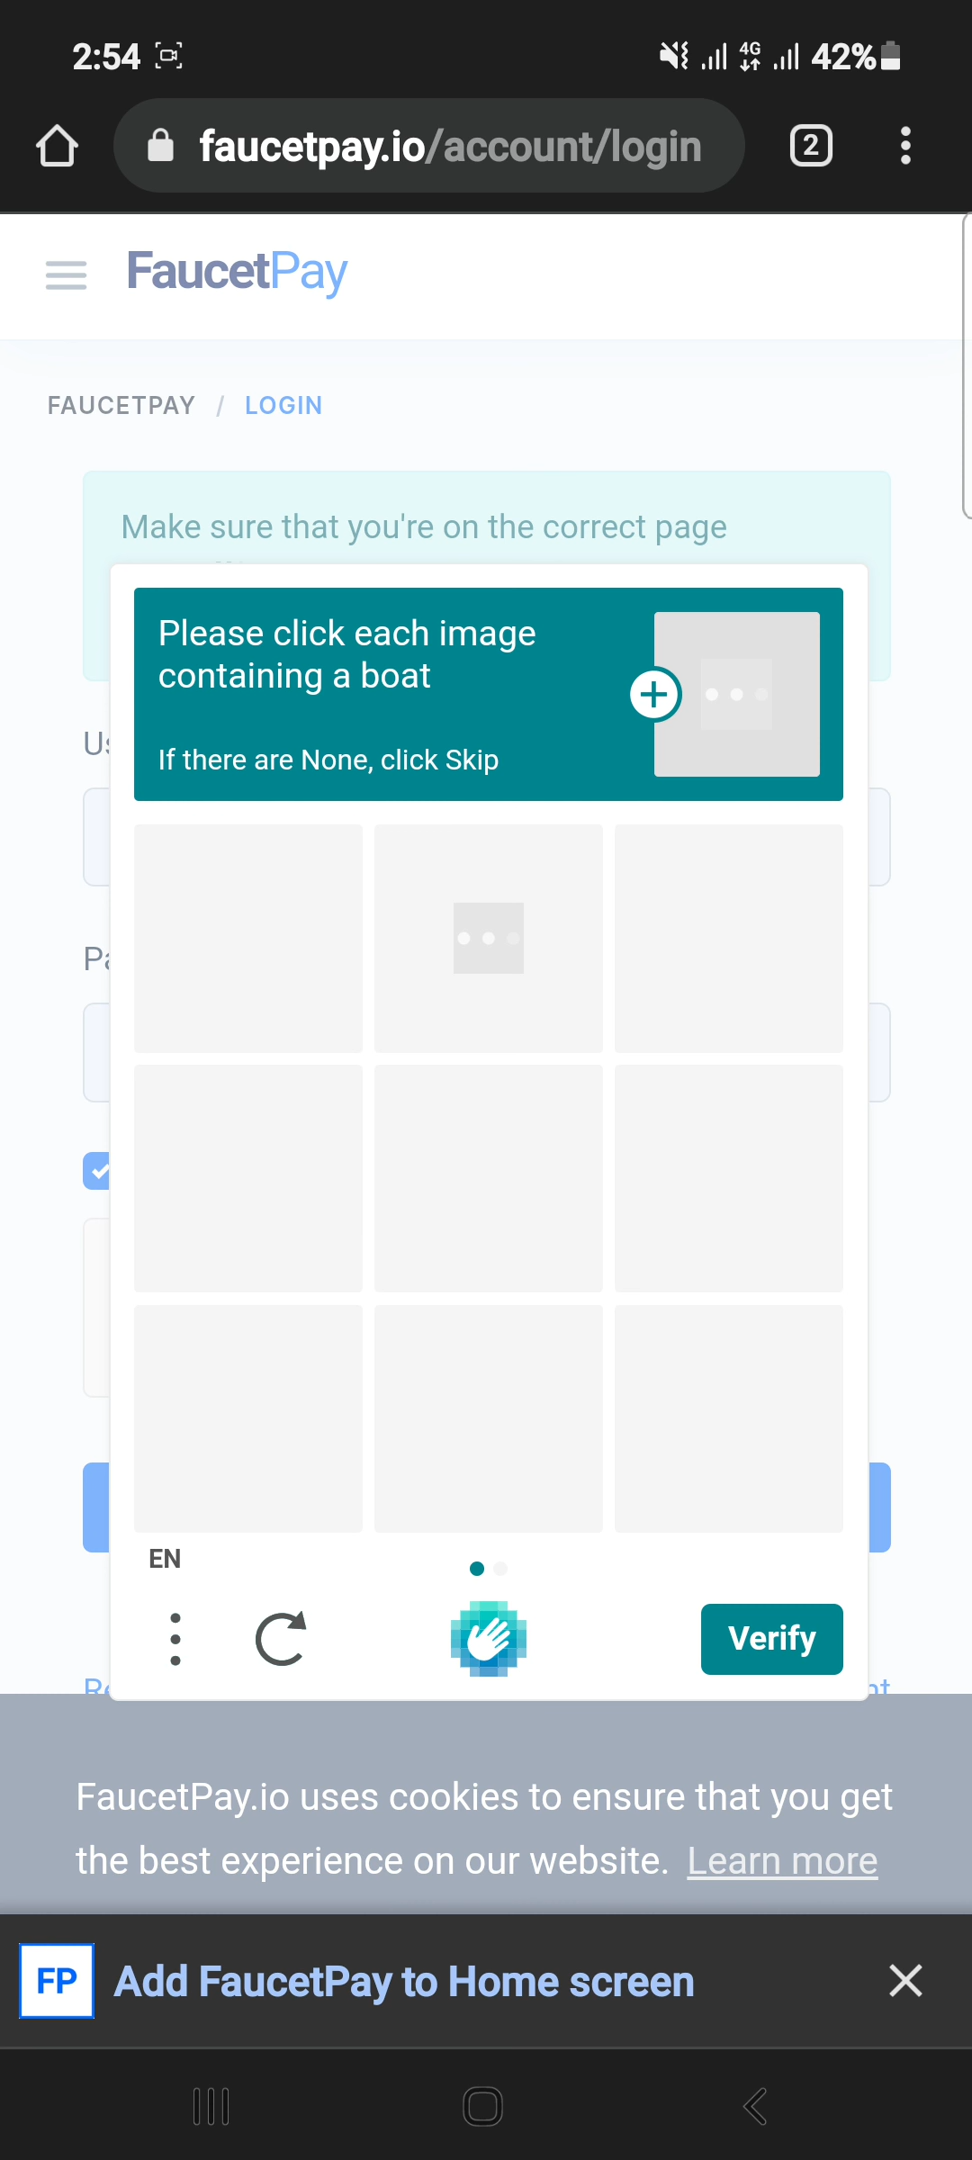 2:54
4G
42%
faucetpay.io/account/login
2
FaucetPay
FAUCETPAY / LOGIN
Make sure that you're on the correct page
Please click each image
containing a boat
If there are None, click Skip
EN
Verify
FaucetPay.io uses cookies to ensure that you get
the best experience on our website. Learn more
FP
Add FaucetPay to Home screen